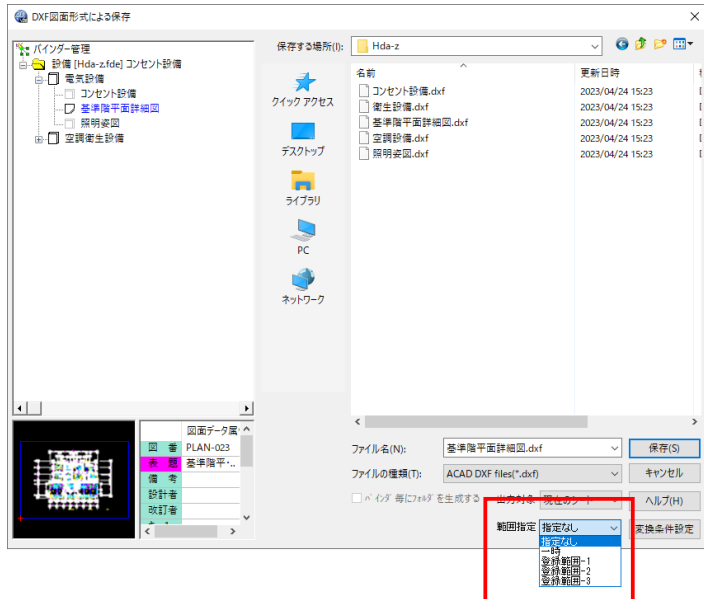 DXF図面形式による保存
バインダー管理
設備 [Hda-z.fde] コンセント設備
電気設備
コンセント設備
基準階平面詳細図
照明姿図
空調衛生設備
図面データ属
図 番 PLAN-023
表 題 基準階平・..
備 考
設計者
改訂者
保存する場所(I): Hda-z
クイック アクセス
デスクトップ
ライブラリ
PC
ネットワーク
名前 更新日時
コンセント設備.dxf 2023/04/24 15:23
衛生設備.dxf 2023/04/24 15:23
基準階平面詳細図.dxf 2023/04/24 15:23
空調設備.dxf 2023/04/24 15:23
照明姿図.dxf 2023/04/24 15:23
ファイル名(N): 基準階平面詳細図.dxf 保存(S)
ファイルの種類(T): ACAD DXF files(*.dxf) キャンセル
バインダ毎にフォルダを生成する 出力対象 現在のシート ヘルプ(H)
範囲指定 指定なし 変換条件設定
指定なし
一時
登録範囲-1
登録範囲-2
登録範囲-3